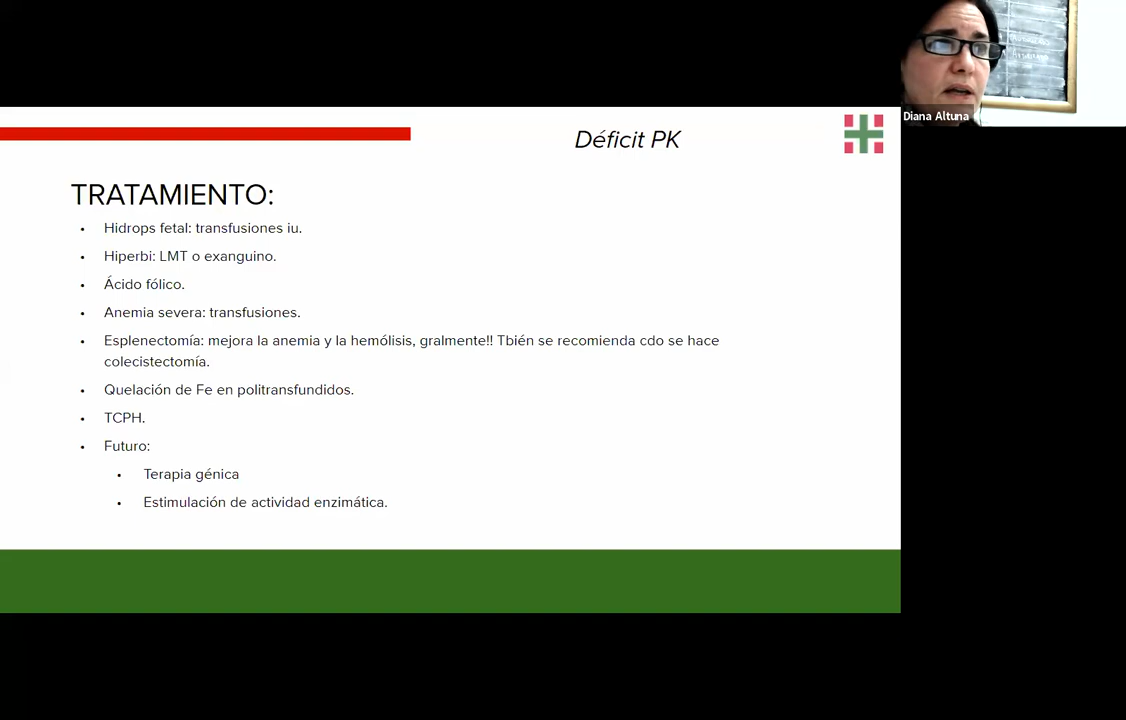 Diana Altuna
Déficit PK
TRATAMIENTO:
• Hidrops fetal: transfusiones iu.
• Hiperbi: LMT o exanguino.
• Ácido fólico.
• Anemia severa: transfusiones.
• Esplenectomía: mejora la anemia y la hemólisis, gralmente!! Tbién se recomienda cdo se hace
colecistectomía.
• Quelación de Fe en politransfundidos.
• TCPH.
• Futuro:
• Terapia génica
• Estimulación de actividad enzimática.